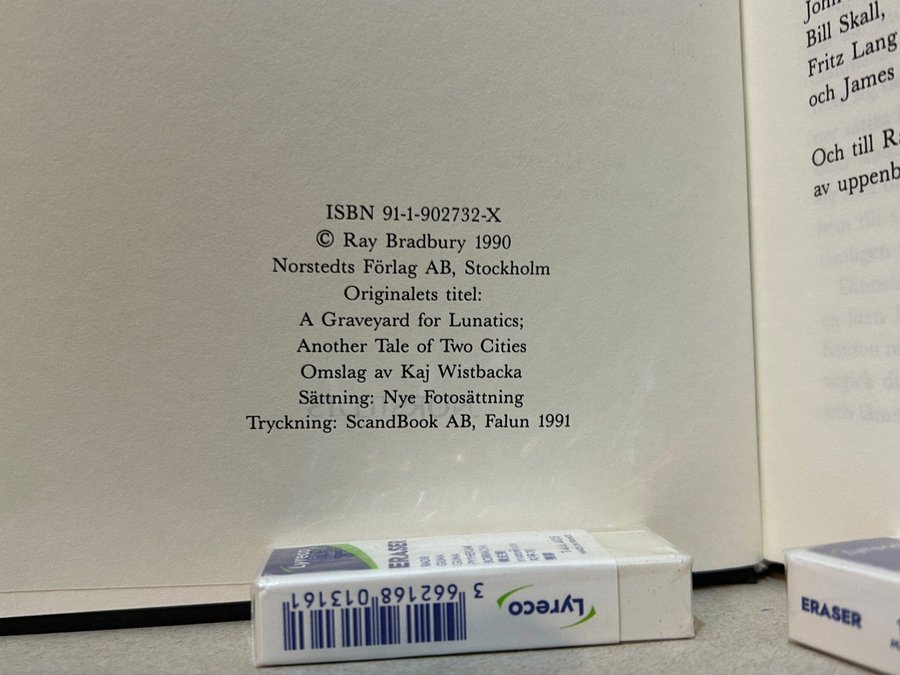 ISBN 91-1-902732-X
© Ray Bradbury 1990
Norstedts Förlag AB, Stockholm
Originalets titel:
A Graveyard for Lunatics;
Another Tale of Two Cities
Omslag av Kaj Wistbacka
Sättning: Nye Fotosättning
Tryckning: ScandBook AB, Falun 1991
John
Bill Skall,
Fritz Lang
och James
Och till
av
Lyreco
ERASER
3 662168 013161
Lyreco
ERASER